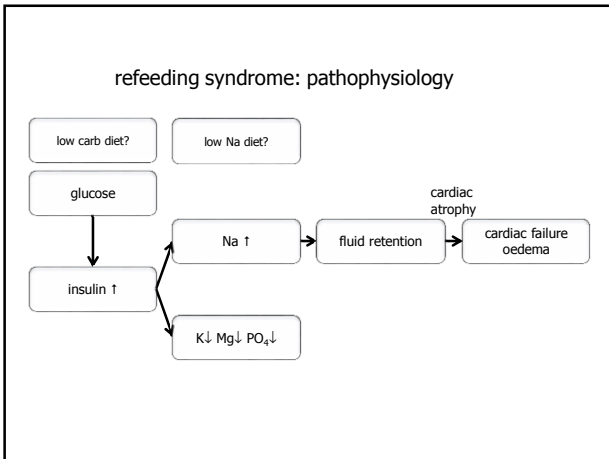 refeeding syndrome: pathophysiology
low carb diet?
low Na diet?
glucose
cardiac
atrophy
Na ↑
fluid retention
cardiac failure
oedema
insulin ↑
K↓ Mg↓ PO₄↓